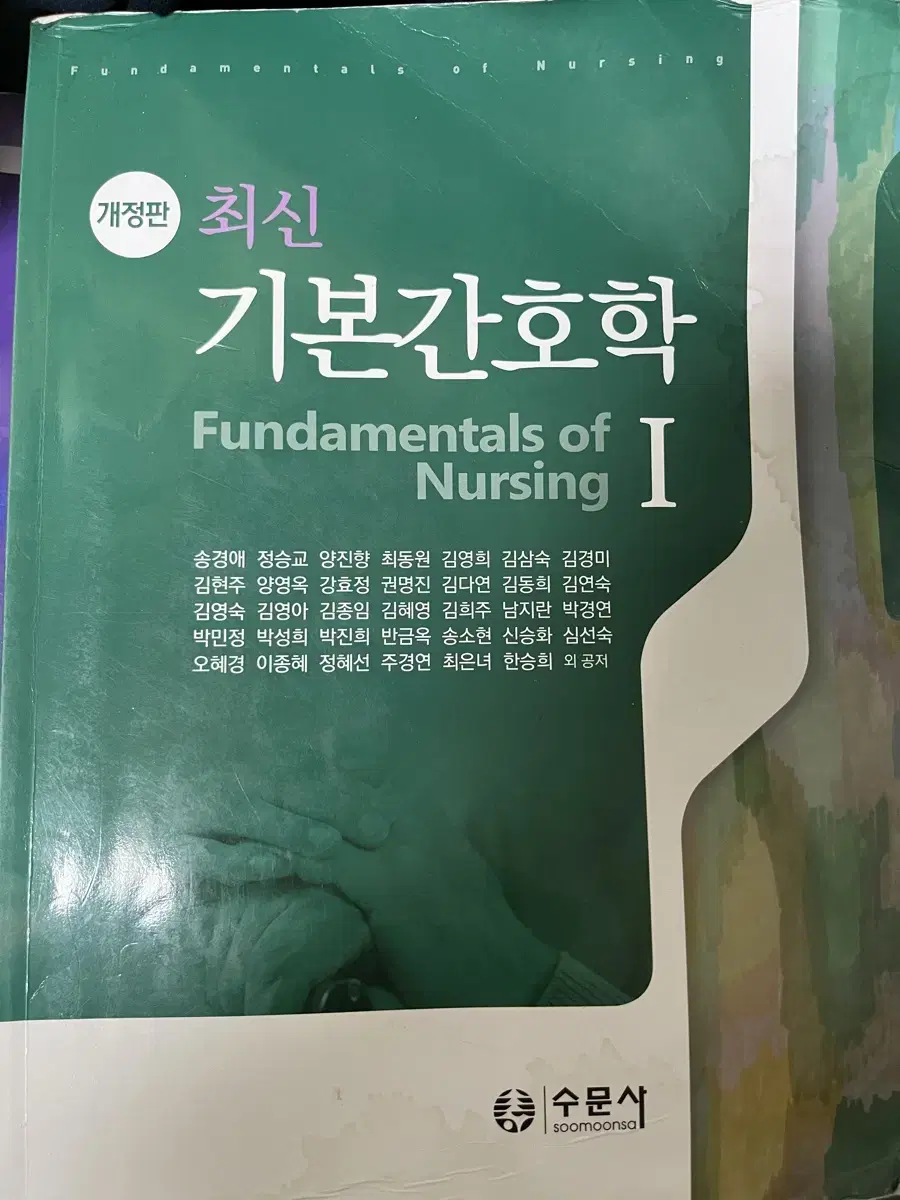 Fundamentals of Nursing
개정판 최신
기본간호학
Fundamentals of
Nursing I
송경애 정승교 양진향 최동원 김영희 김삼숙 김경미
김현주 양영옥 강효정 권명진 김다연 김동희 김연숙
김영숙 김영아 김종임 김혜영 김희주 남지란 박경연
박민정 박성희 박진희 반금옥 송소현 신승화 심선숙
오혜경 이종혜 정혜선 주경연 최은녀 한승희 외 공저
수문사
soomoonsa